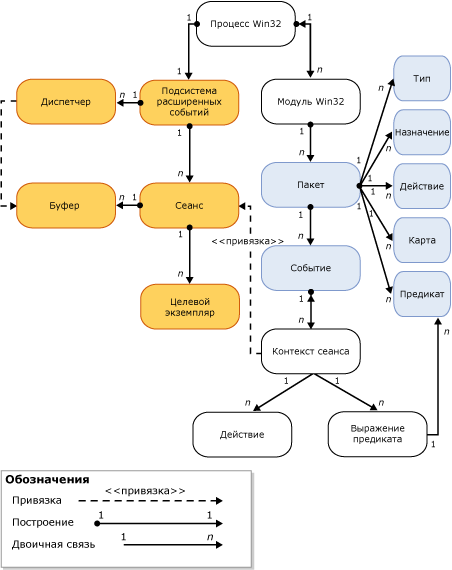 Процесс Win32
1
1
1
n
Диспетчер
n
1
Подсистема
расширенных
событий
Модуль Win32
Тип
n
1
1
Назначение
n
n
n
Буфер
n
1
Сеанс
Пакет
1
1
1
1
1
n
Действие
<<привязка>>
1
1
n
n
Карта
n
Событие
Целевой
экземпляр
1
n
n
Предикат
n
Контекст сеанса
1
1
n
n
Действие
Выражение
предиката
1
Обозначения
Привязка
<<привязка>>
Построение
1
1
Двоичная связь
1
n